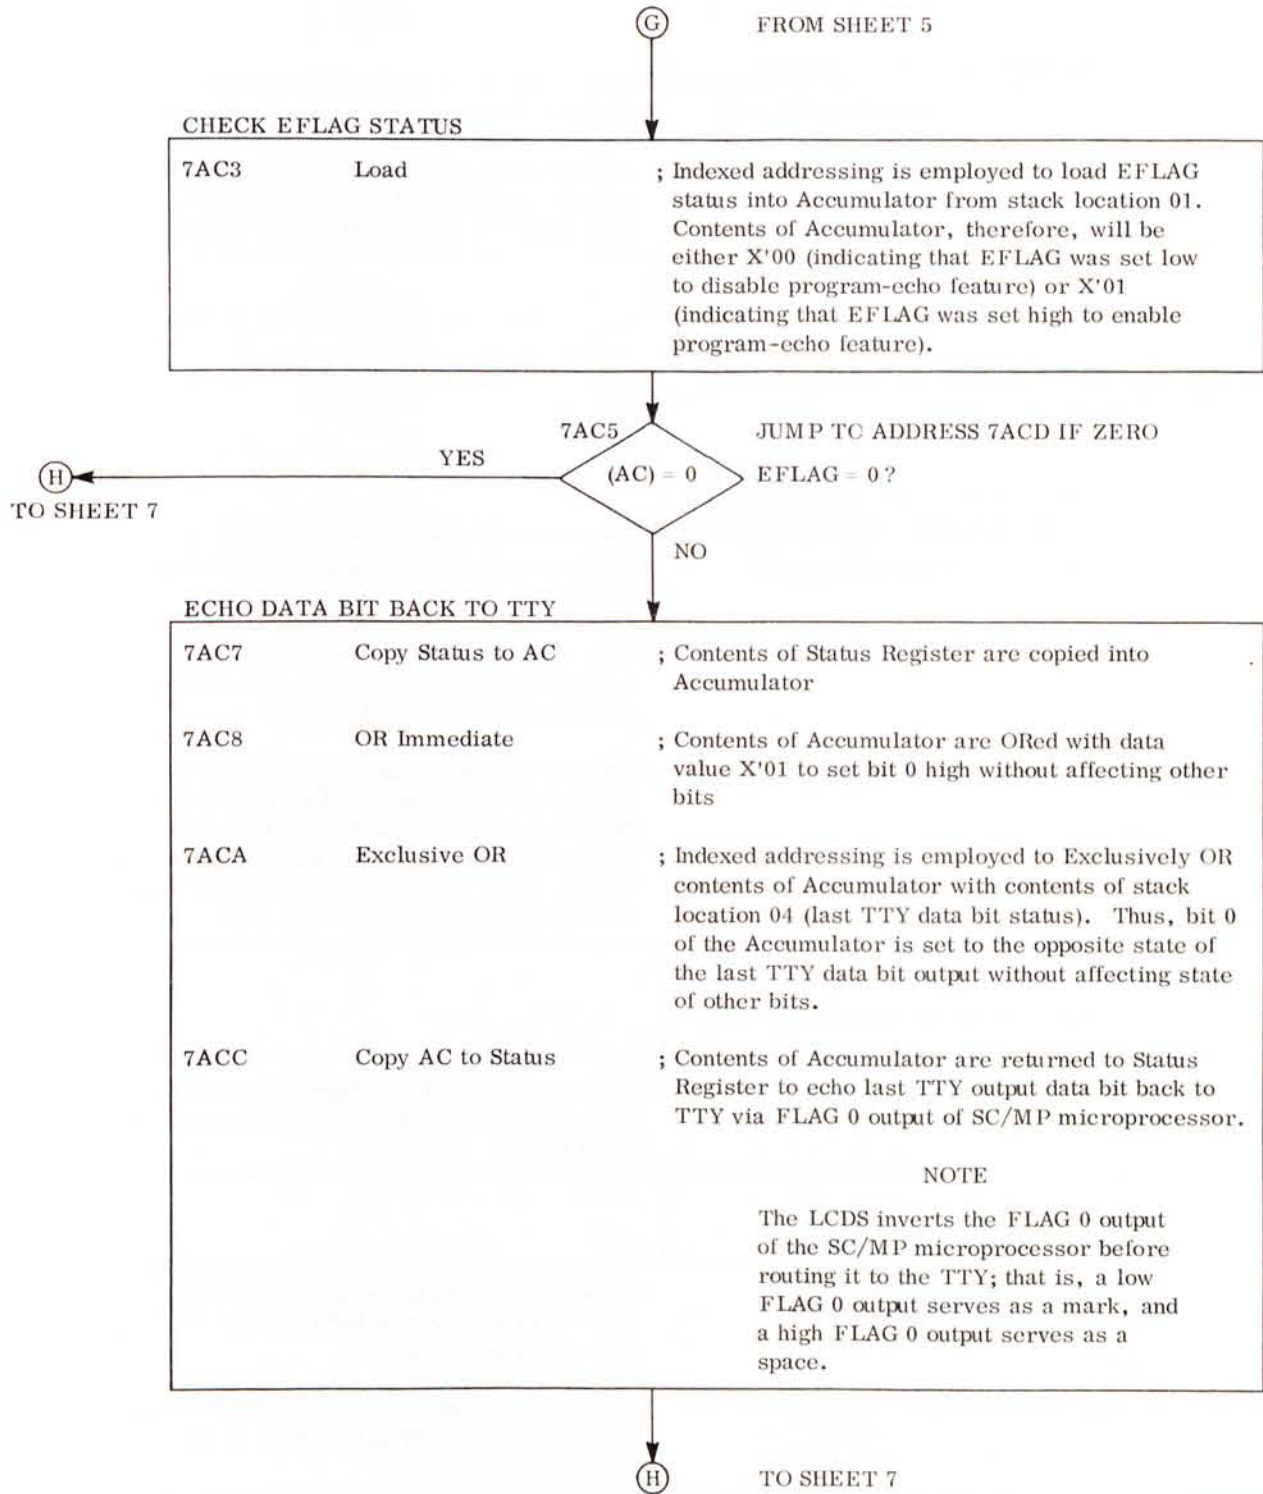 G FROM SHEET 5
CHECK EFLAG STATUS
7AC3 Load ; Indexed addressing is employed to load EFLAG
status into Accumulator from stack location 01.
Contents of Accumulator, therefore, will be
either X'00 (indicating that EFLAG was set low
to disable program-echo feature) or X'01
(indicating that EFLAG was set high to enable
program-echo feature).
7AC5 JUMP TO ADDRESS 7ACD IF ZERO
YES
H (AC) = 0 EFLAG = 0?
TO SHEET 7
NO
ECHO DATA BIT BACK TO TTY
7AC7 Copy Status to AC ; Contents of Status Register are copied into
Accumulator
7AC8 OR Immediate ; Contents of Accumulator are ORed with data
value X'01 to set bit 0 high without affecting other
bits
7ACA Exclusive OR ; Indexed addressing is employed to Exclusively OR
contents of Accumulator with contents of stack
location 04 (last TTY data bit status). Thus, bit 0
of the Accumulator is set to the opposite state of
the last TTY data bit output without affecting state
of other bits.
7ACC Copy AC to Status ; Contents of Accumulator are returned to Status
Register to echo last TTY output data bit back to
TTY via FLAG 0 output of SC/MP microprocessor.
NOTE
The LCDS inverts the FLAG 0 output
of the SC/MP microprocessor before
routing it to the TTY; that is, a low
FLAG 0 output serves as a mark, and
a high FLAG 0 output serves as a
space.
H TO SHEET 7